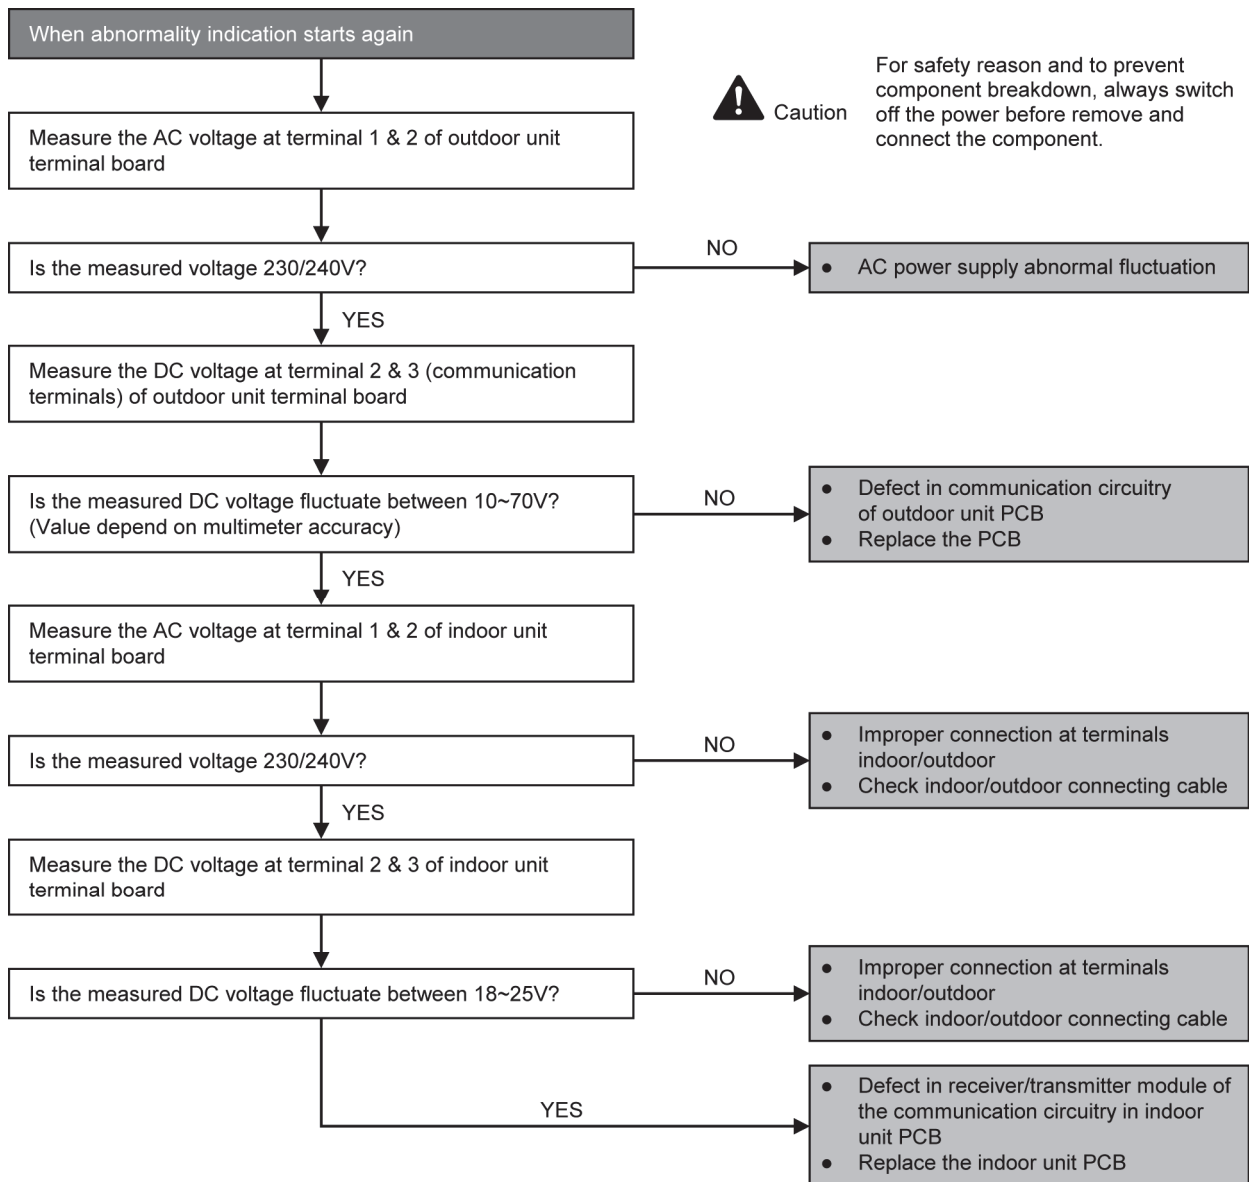 When abnormality indication starts again
Caution
For safety reason and to prevent
component breakdown, always switch
off the power before remove and
connect the component.
Measure the AC voltage at terminal 1 & 2 of outdoor unit
terminal board
Is the measured voltage 230/240V?
NO
● AC power supply abnormal fluctuation
YES
Measure the DC voltage at terminal 2 & 3 (communication
terminals) of outdoor unit terminal board
Is the measured DC voltage fluctuate between 10~70V?
(Value depend on multimeter accuracy)
NO
● Defect in communication circuitry
of outdoor unit PCB
● Replace the PCB
YES
Measure the AC voltage at terminal 1 & 2 of indoor unit
terminal board
Is the measured voltage 230/240V?
NO
● Improper connection at terminals
indoor/outdoor
● Check indoor/outdoor connecting cable
YES
Measure the DC voltage at terminal 2 & 3 of indoor unit
terminal board
Is the measured DC voltage fluctuate between 18~25V?
NO
● Improper connection at terminals
indoor/outdoor
● Check indoor/outdoor connecting cable
YES
● Defect in receiver/transmitter module of
the communication circuitry in indoor
unit PCB
● Replace the indoor unit PCB